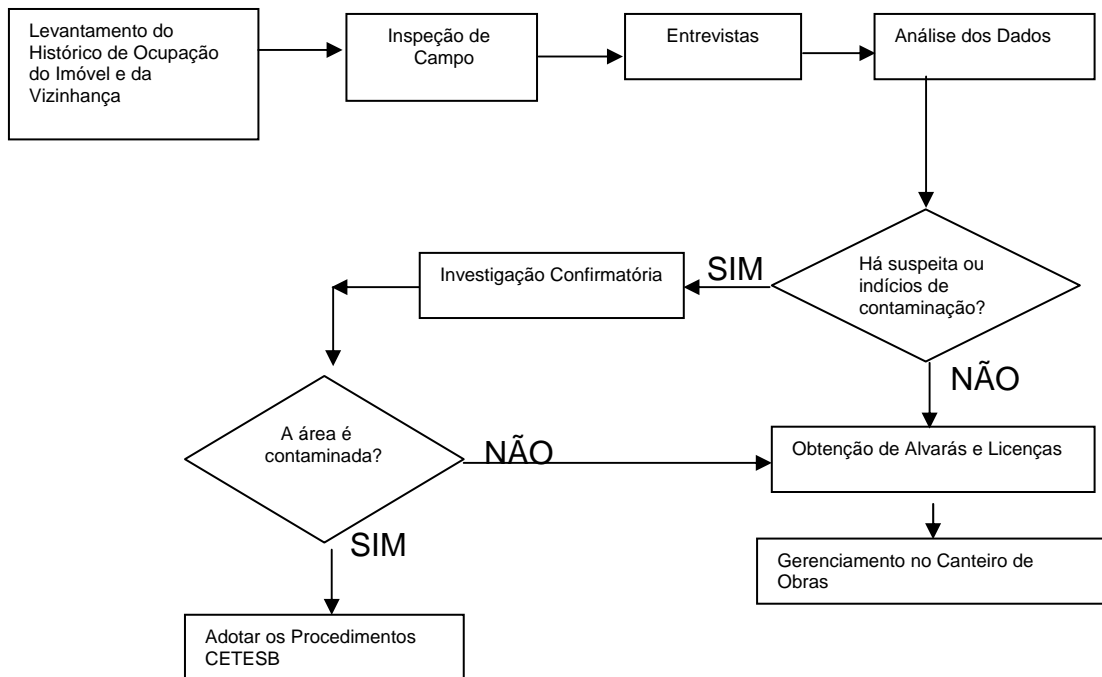 Levantamento do
Histórico de Ocupação
do Imóvel e da
Vizinhança
Inspeção de
Campo
Entrevistas
Análise dos Dados
Há suspeita ou
indícios de
contaminação?
SIM
Investigação Confirmatória
NÃO
A área é
contaminada?
NÃO
Obtenção de Alvarás e Licenças
SIM
Gerenciamento no Canteiro de
Obras
Adotar os Procedimentos
CETESB